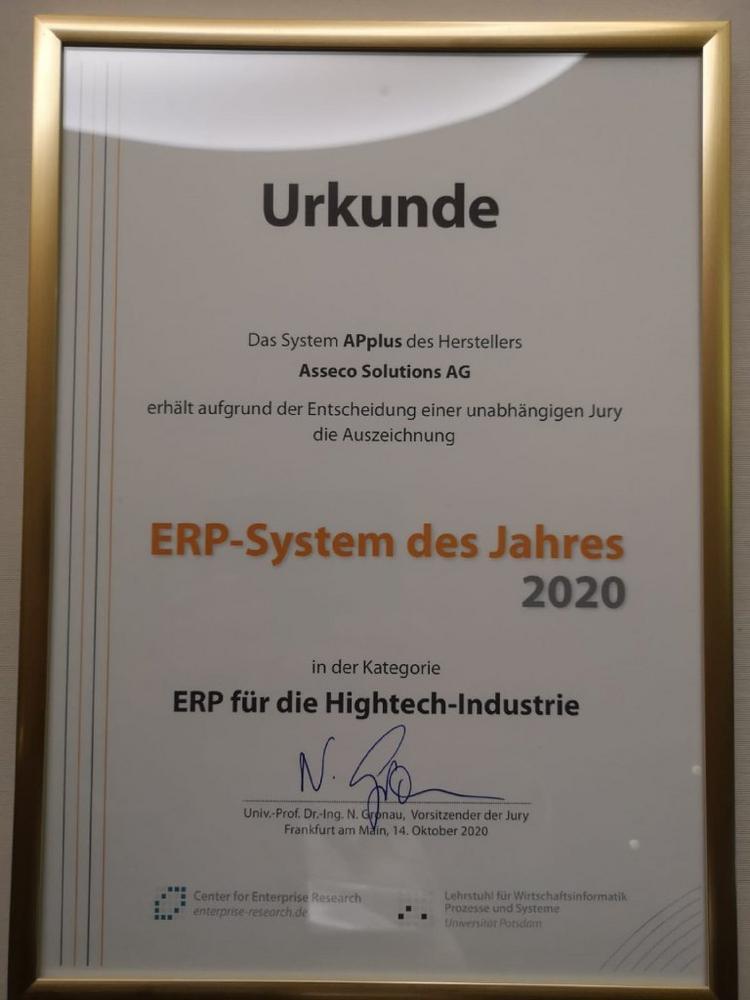 Urkunde
Das System APplus des Herstellers
Asseco Solutions AG
erhält aufgrund der Entscheidung einer unabhängigen Jury
die Auszeichnung
ERP-System des Jahres
2020
in der Kategorie
ERP für die Hightech-Industrie
N. Gronau
Univ.-Prof. Dr.-Ing. N. Gronau, Vorsitzender der Jury
Frankfurt am Main, 14. Oktober 2020
Center for Enterprise Research
enterprise-research.de
Lehrstuhl für Wirtschaftsinformatik
Prozesse und Systeme
Universität Potsdam